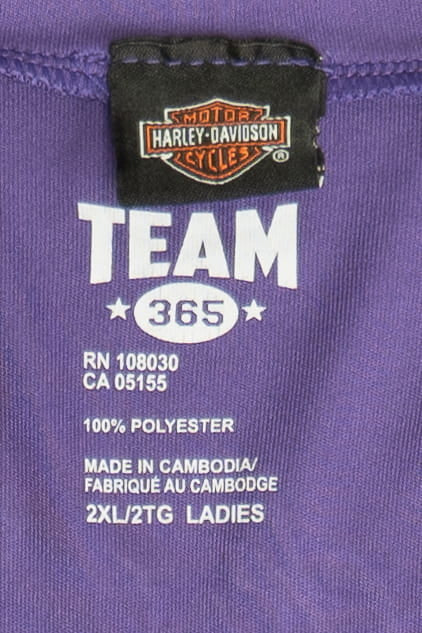 MOTOR
HARLEY-DAVIDSON
CYCLES ®
TEAM
★ 365 ★
RN 108030
CA 05155
100% POLYESTER
MADE IN CAMBODIA/
FABRIQUÉ AU CAMBODGE
2XL/2TG LADIES